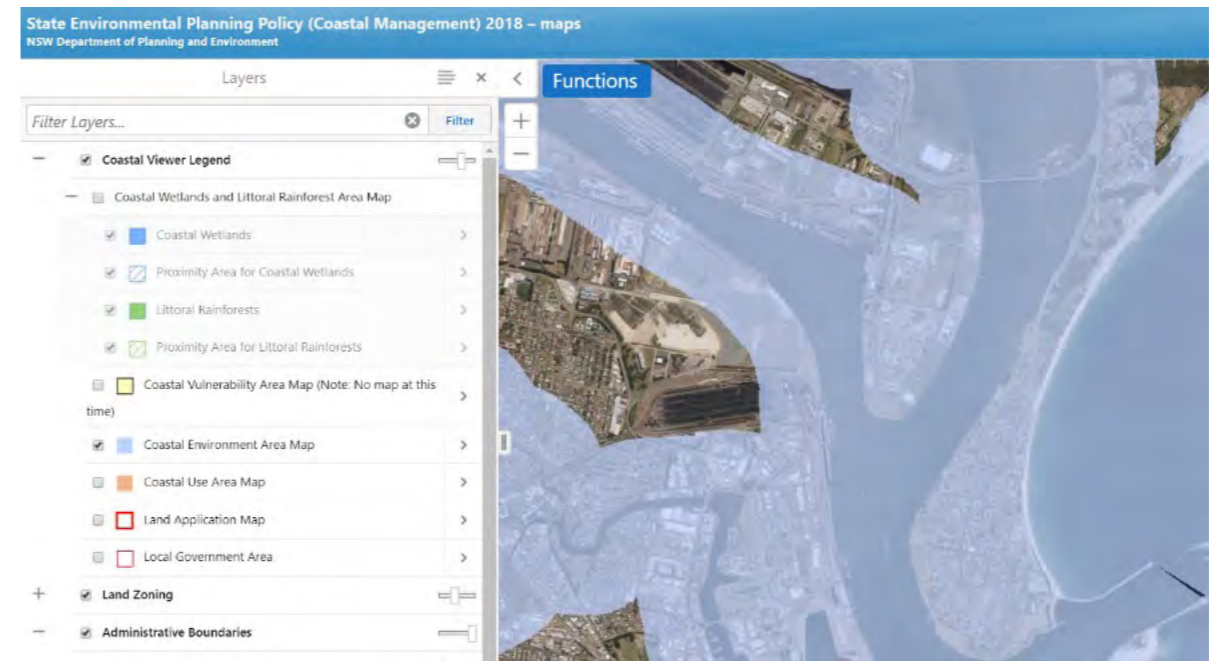 State Environmental Planning Policy (Coastal Management) 2018 – maps
NSW Department of Planning and Environment
Layers
Functions
Filter Layers...
Filter
Coastal Viewer Legend
Coastal Wetlands and Littoral Rainforest Area Map
Coastal Wetlands
Proximity Area for Coastal Wetlands
Littoral Rainforests
Proximity Area for Littoral Rainforests
Coastal Vulnerability Area Map (Note: No map at this
time)
Coastal Environment Area Map
Coastal Use Area Map
Land Application Map
Local Government Area
Land Zoning
Administrative Boundaries